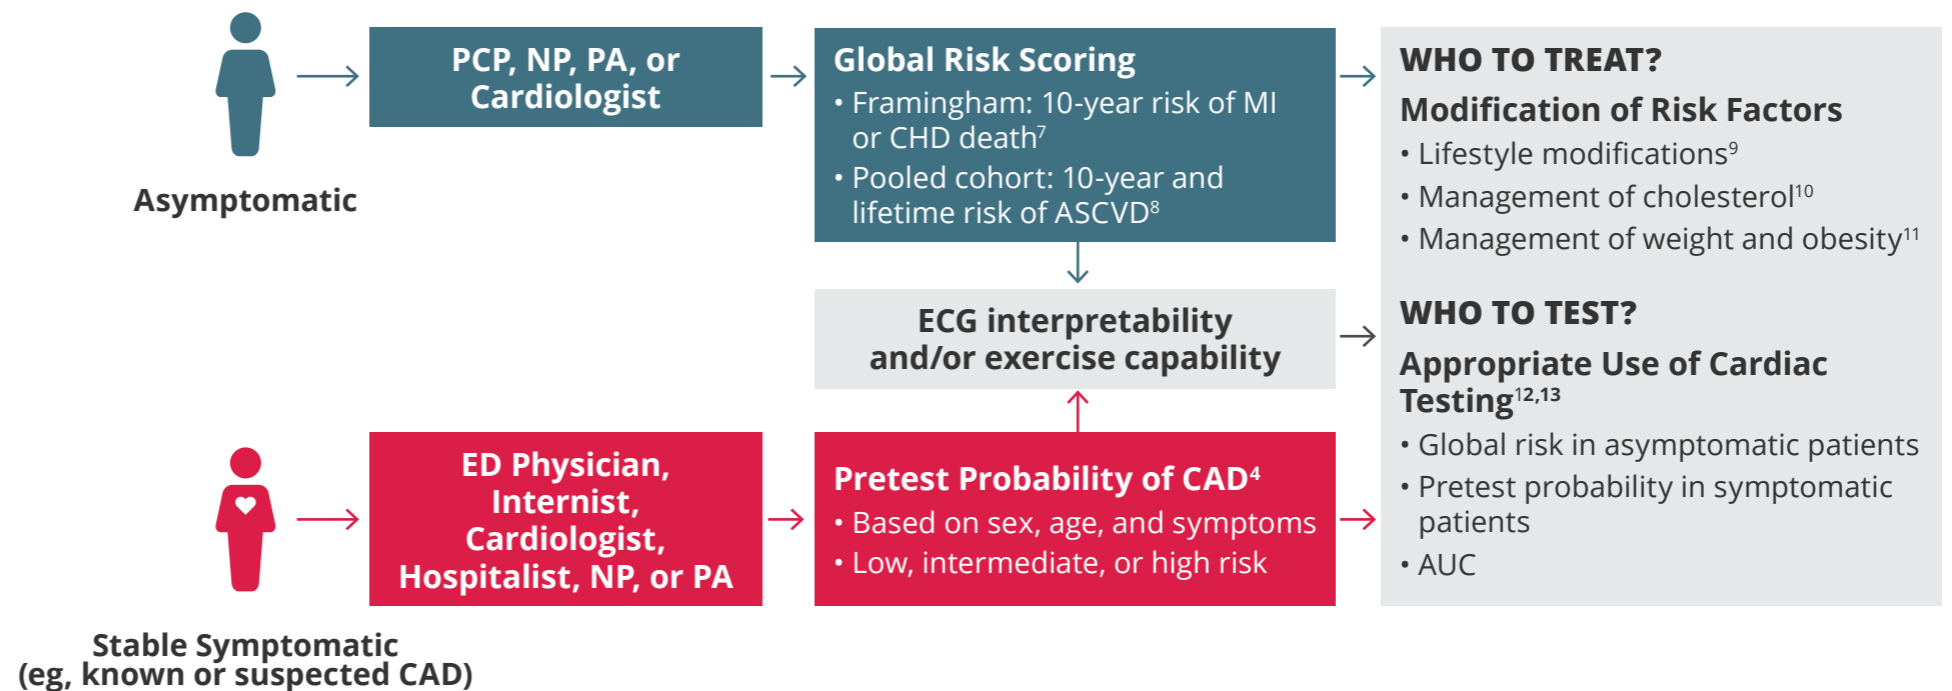 PCP, NP, PA, or
Cardiologist
Asymptomatic
Global Risk Scoring
• Framingham: 10-year risk of MI
or CHD death⁷
• Pooled cohort: 10-year and
lifetime risk of ASCVD⁸
ECG interpretability
and/or exercise capability
ED Physician,
Internist,
Cardiologist,
Hospitalist, NP, or PA
Stable Symptomatic
(eg, known or suspected CAD)
Pretest Probability of CAD⁴
• Based on sex, age, and symptoms
• Low, intermediate, or high risk
WHO TO TREAT?
Modification of Risk Factors
• Lifestyle modifications⁹
• Management of cholesterol¹⁰
• Management of weight and obesity¹¹
WHO TO TEST?
Appropriate Use of Cardiac
Testing¹²,¹³
• Global risk in asymptomatic patients
• Pretest probability in symptomatic
patients
• AUC